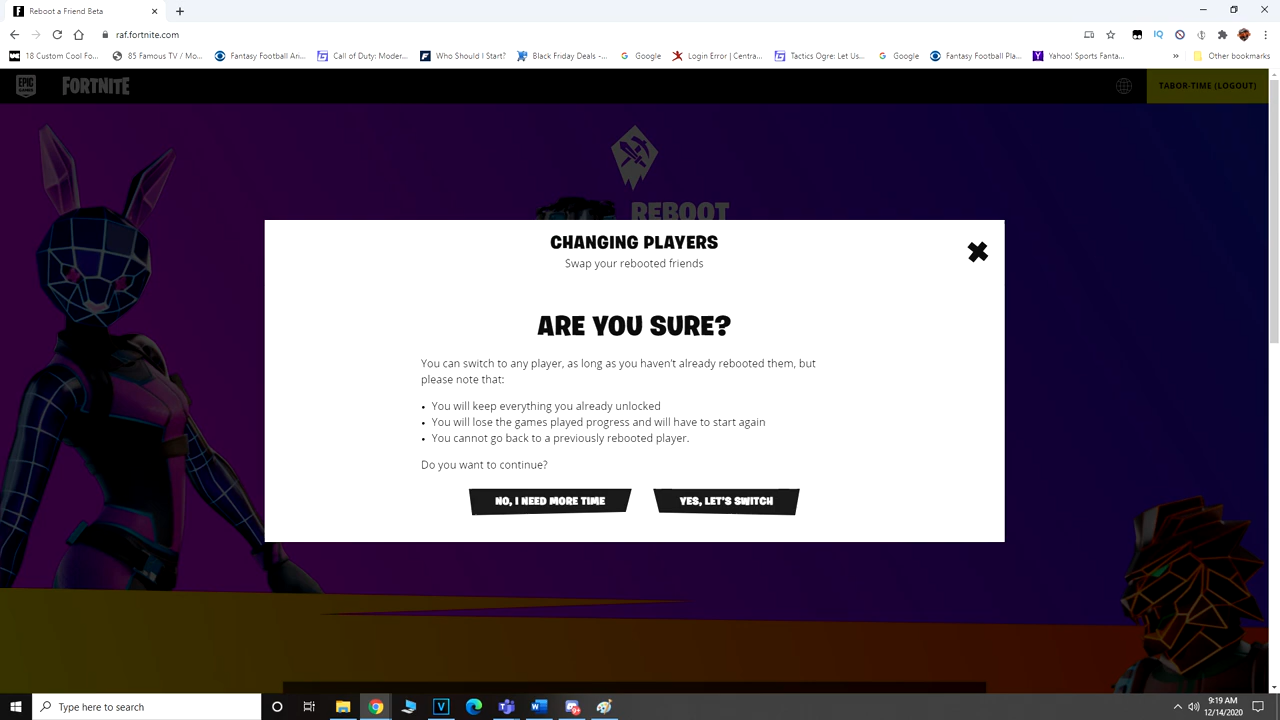 Reboot a Friend Beta
raf.fortnite.com
18 Custom Cool Fo...
85 Famous TV / Mo...
Fantasy Football An...
Call of Duty: Moder...
Who Should I Start?
Black Friday Deals -...
Google
Login Error | Centra...
Tactics Ogre: Let Us...
Google
Fantasy Football Pla...
Yahoo! Sports Fanta...
»
Other bookmarks
EPIC GAMES
FORTNITE
TABOR-TIME (LOGOUT)
REBOOT
CHANGING PLAYERS
Swap your rebooted friends
ARE YOU SURE?
You can switch to any player, as long as you haven't already rebooted them, but
please note that:
• You will keep everything you already unlocked
• You will lose the games played progress and will have to start again
• You cannot go back to a previously rebooted player.
Do you want to continue?
NO, I NEED MORE TIME
YES, LET'S SWITCH
Type here to search
9:19 AM
12/14/2020